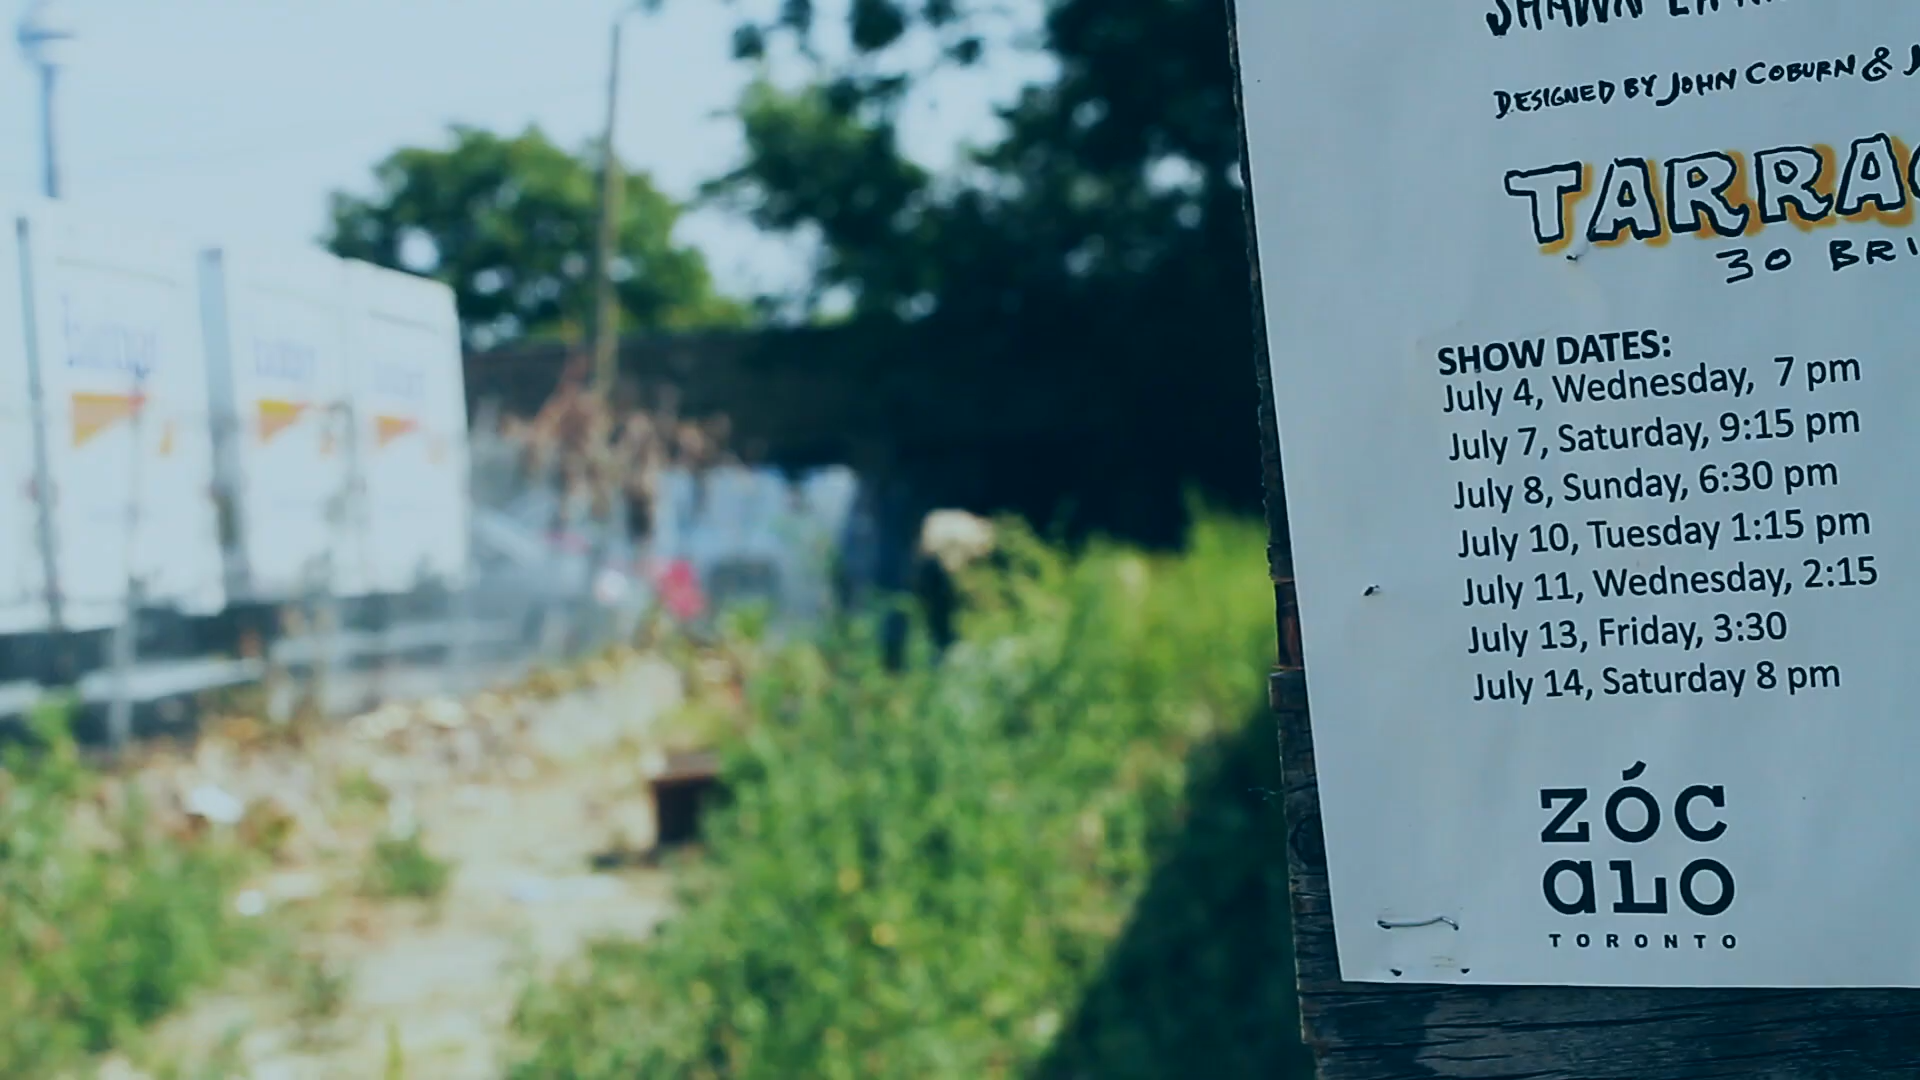 SHAWN
DESIGNED BY JOHN COBURN &
TARRA
30 BRI
SHOW DATES:
July 4, Wednesday, 7 pm
July 7, Saturday, 9:15 pm
July 8, Sunday, 6:30 pm
July 10, Tuesday 1:15 pm
July 11, Wednesday, 2:15
July 13, Friday, 3:30
July 14, Saturday 8 pm
ZÓC
ALO
TORONTO